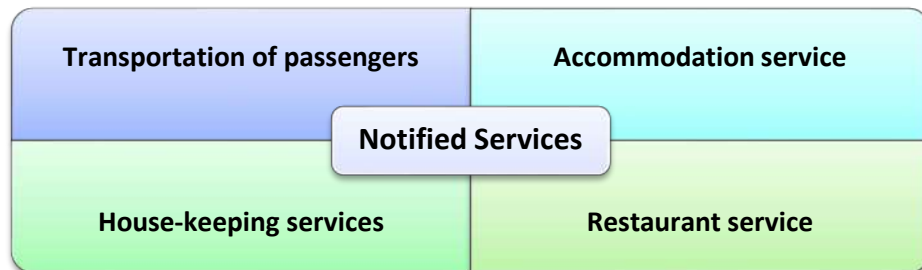 Transportation of passengers
Accommodation service
Notified Services
House-keeping services
Restaurant service